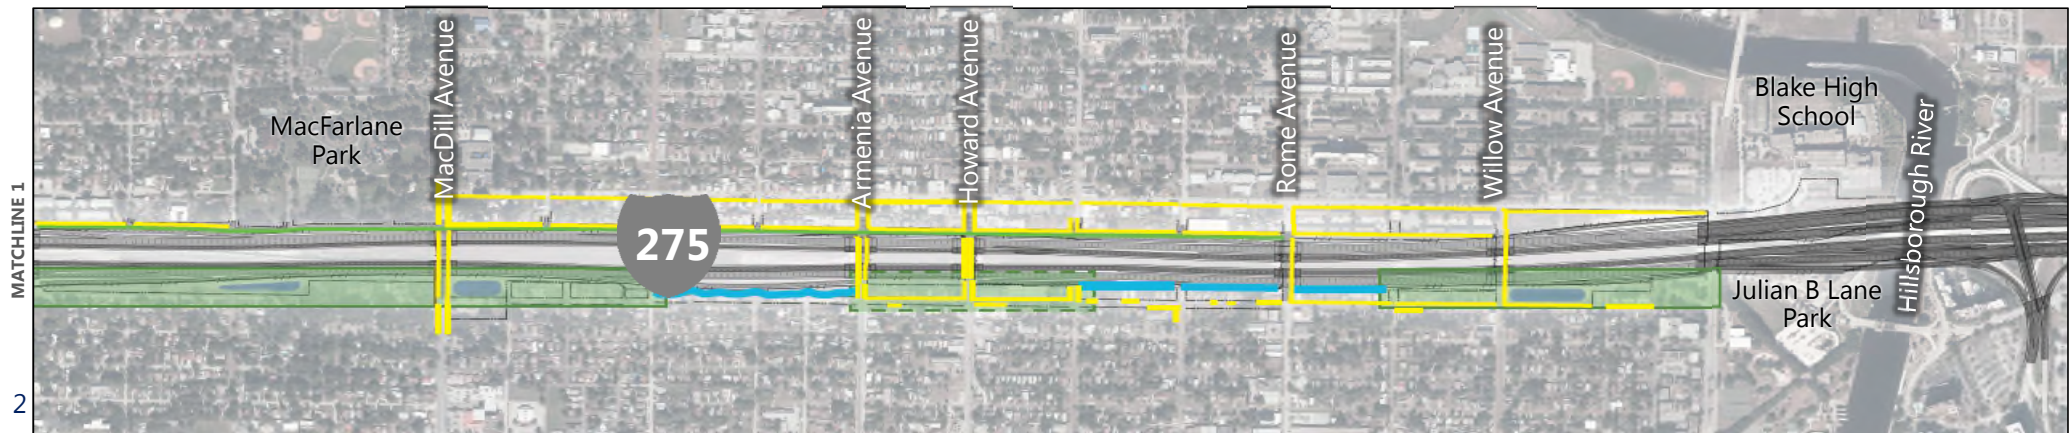 MATCHLINE 1
2
MacFarlane
Park
MacDill Avenue
275
Armenia Avenue
Howard Avenue
Rome Avenue
Willow Avenue
Blake High
School
Hillsborough River
Julian B Lane
Park